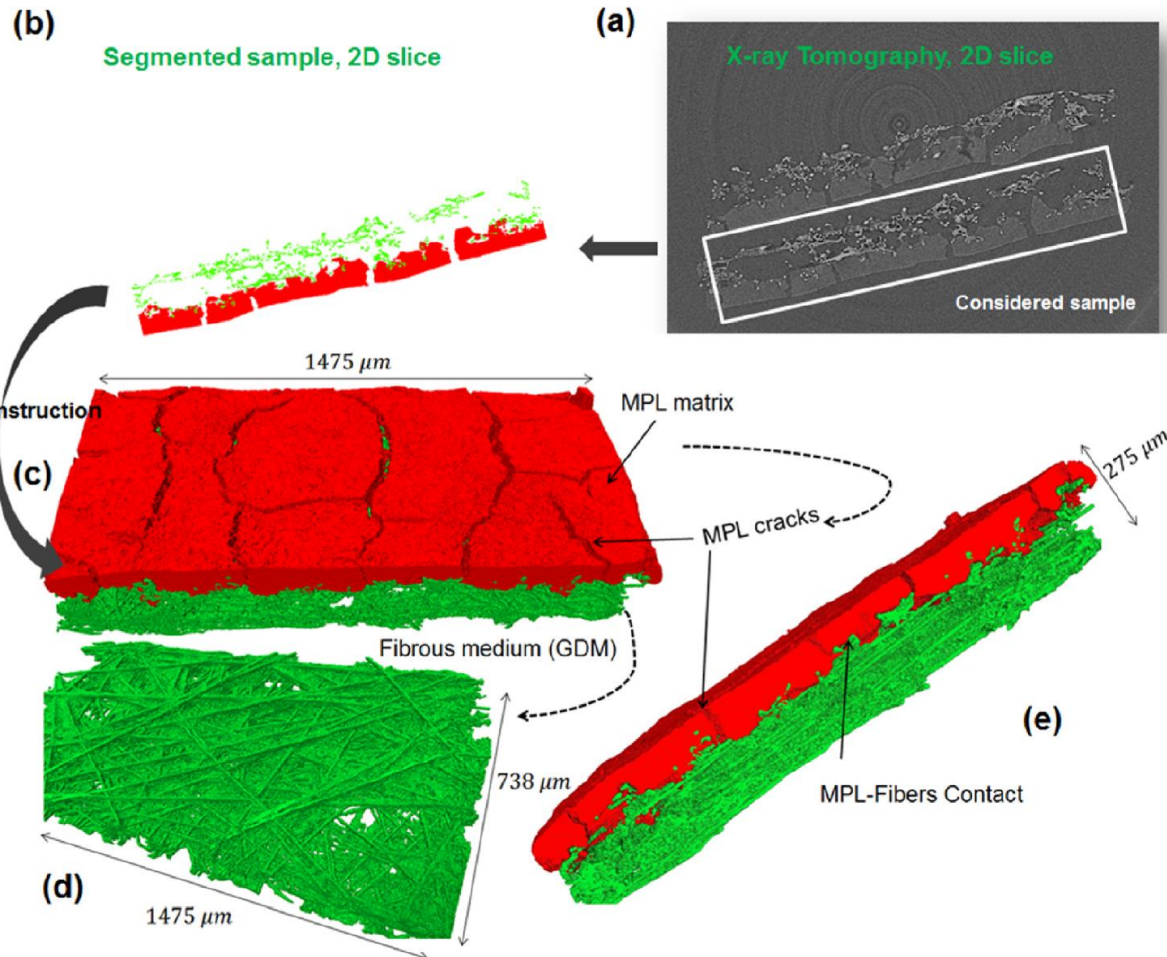 (b)
(a)
Segmented sample, 2D slice
X-ray Tomography, 2D slice
Considered sample
1475 μm
nstruction
MPL matrix
(c)
275 μm
MPL cracks
Fibrous medium (GDM)
(e)
738 μm
MPL-Fibers Contact
(d)
1475 μm